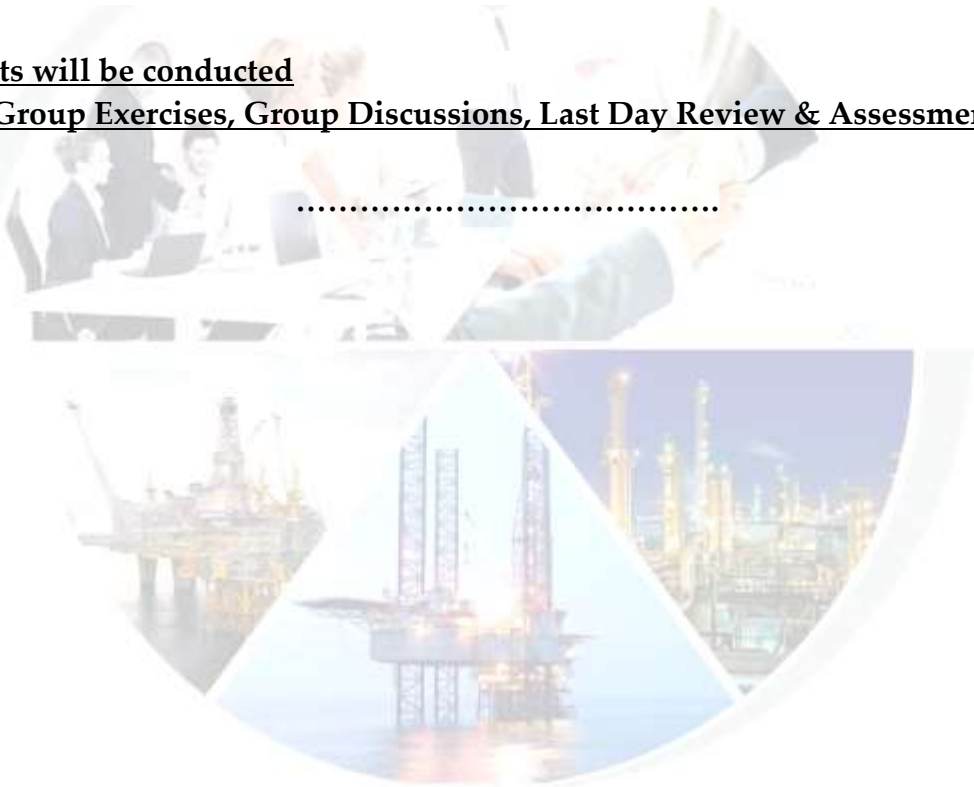 ts will be conducted
Group Exercises, Group Discussions, Last Day Review & Assessmen
………………………………….